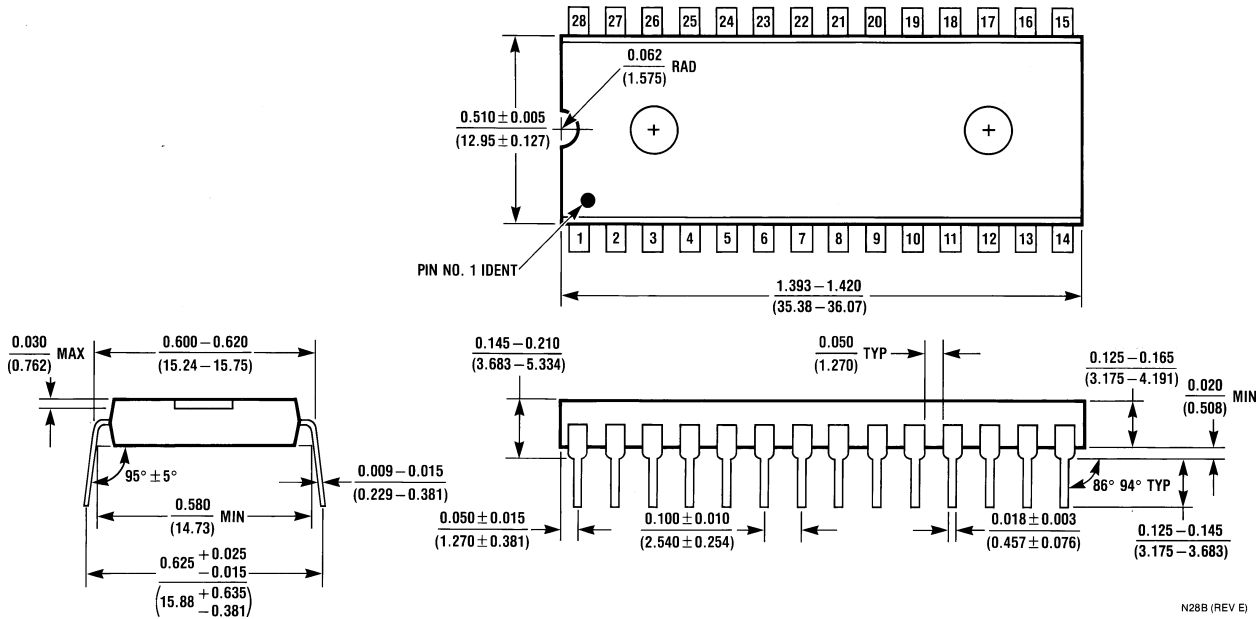 28 27 26 25 24 23 22 21 20 19 18 17 16 15
0.062
(1.575)
RAD
0.510 ± 0.005
(12.95 ± 0.127)
1 2 3 4 5 6 7 8 9 10 11 12 13 14
PIN NO. 1 IDENT
1.393 – 1.420
(35.38 – 36.07)
0.030
(0.762)
MAX
0.600 – 0.620
(15.24 – 15.75)
95° ± 5°
0.009 – 0.015
(0.229 – 0.381)
0.580
(14.73)
MIN
0.625 + 0.025
– 0.015
(15.88 + 0.635
– 0.381)
0.145 – 0.210
(3.683 – 5.334)
0.050
(1.270)
TYP
0.125 – 0.165
(3.175 – 4.191)
0.020
(0.508)
MIN
86° 94° TYP
0.050 ± 0.015
(1.270 ± 0.381)
0.100 ± 0.010
(2.540 ± 0.254)
0.018 ± 0.003
(0.457 ± 0.076)
0.125 – 0.145
(3.175 – 3.683)
N28B (REV E)